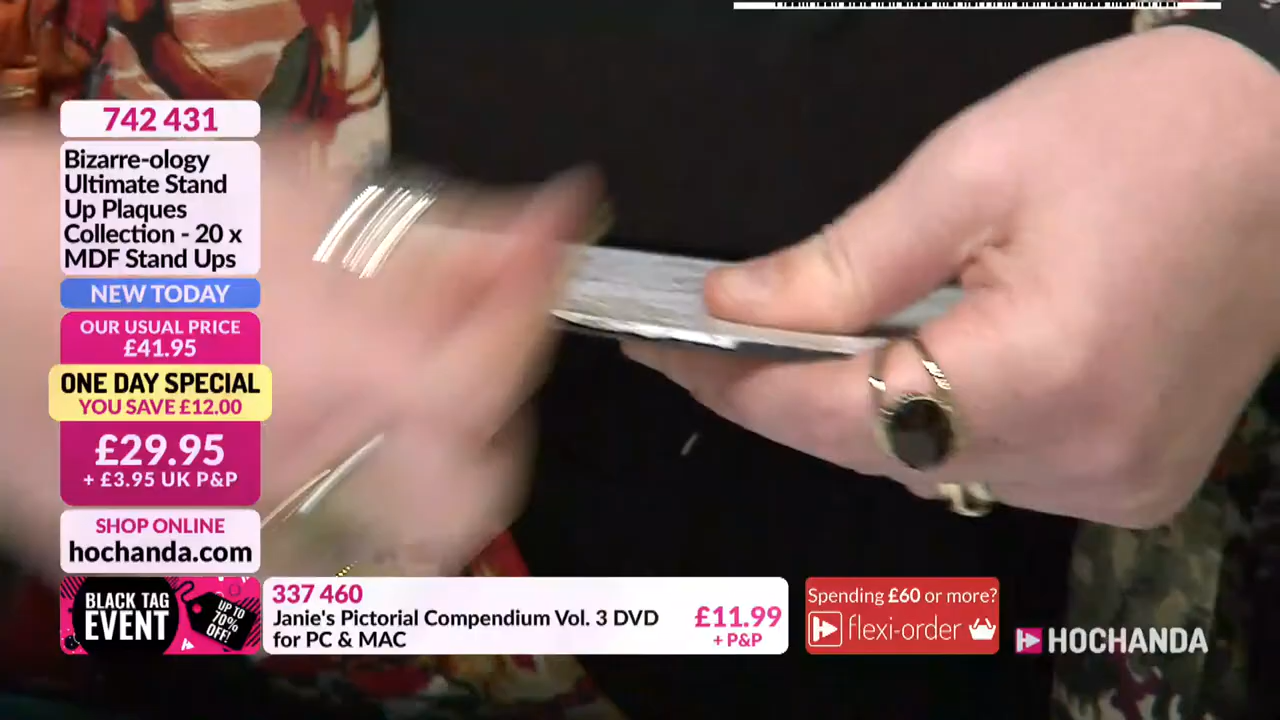 742 431
Bizarre-ology
Ultimate Stand
Up Plaques
Collection - 20 x
MDF Stand Ups
NEW TODAY
OUR USUAL PRICE
£41.95
ONE DAY SPECIAL
YOU SAVE £12.00
£29.95
+ £3.95 UK P&P
SHOP ONLINE
hochanda.com
BLACK TAG
EVENT
UP TO
70%
OFF!
337 460
Janie's Pictorial Compendium Vol. 3 DVD
for PC & MAC
£11.99
+ P&P
Spending £60 or more?
flexi-order
HOCHANDA